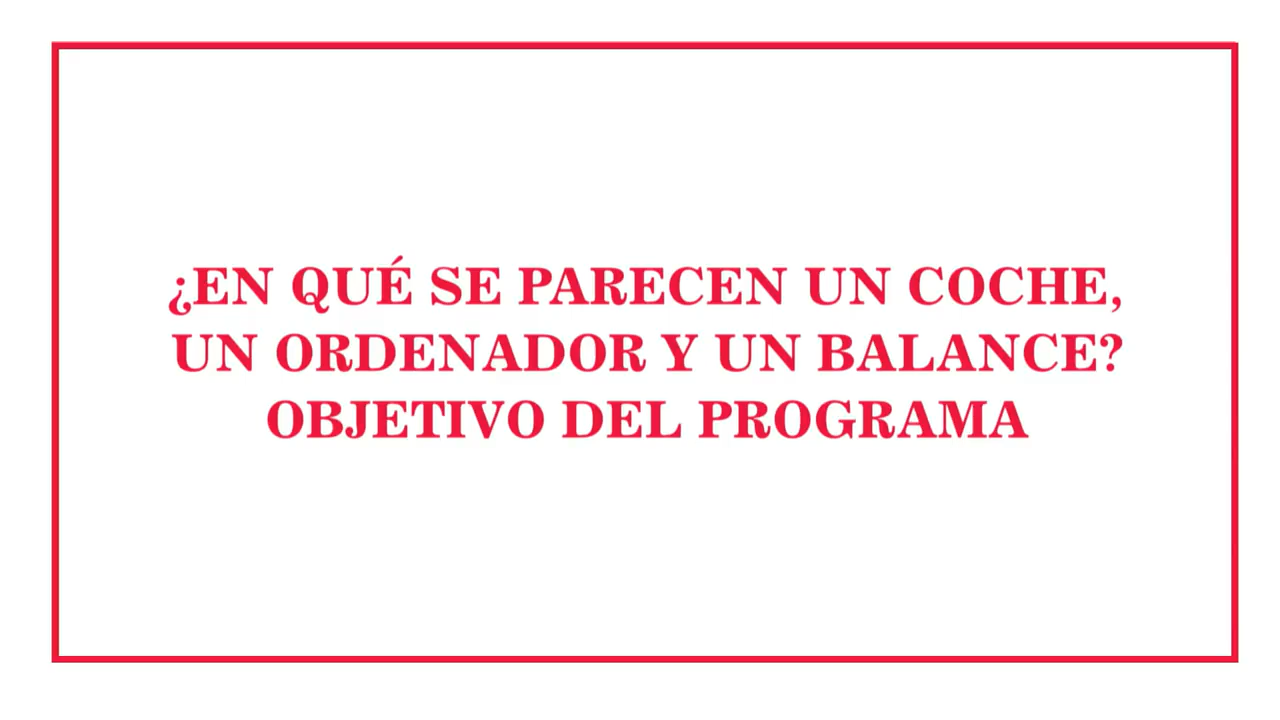 ¿EN QUÉ SE PARECEN UN COCHE,
UN ORDENADOR Y UN BALANCE?
OBJETIVO DEL PROGRAMA